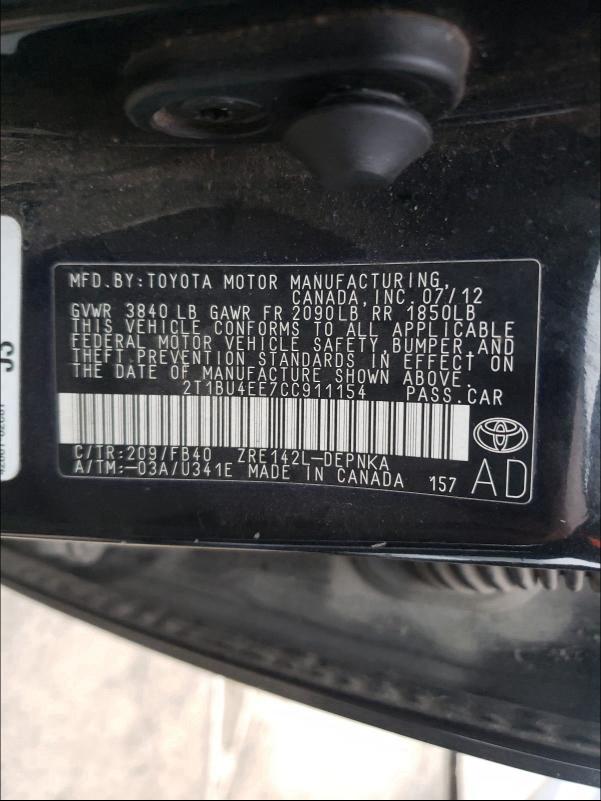 MFD. BY: TOYOTA MOTOR MANUFACTURING,
CANADA, INC. 07/12
GVWR 3840 LB GAWR FR 2090LB RR 1850LB
THIS VEHICLE CONFORMS TO ALL APPLICABLE
FEDERAL MOTOR VEHICLE SAFETY, BUMPER AND
THEFT PREVENTION STANDARDS IN EFFECT ON
THE DATE OF MANUFACTURE SHOWN ABOVE.
2T1BU4EE7CC911154 PASS. CAR
C/TR: 209/FB40 ZRE142L-DEPNKA
A/TM: -03A/U341E MADE IN CANADA 157 AD